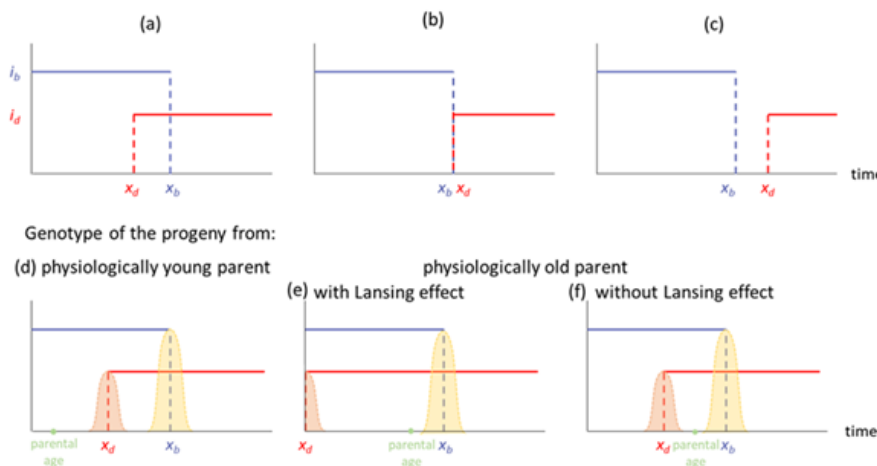 (a) (b) (c)
i_b
i_d
x_d x_b x_b x_d x_b x_d time
Genotype of the progeny from:
(d) physiologically young parent physiologically old parent
(e) with Lansing effect (f) without Lansing effect
parental age x_d x_b x_d parental age x_b x_d parental age x_b time